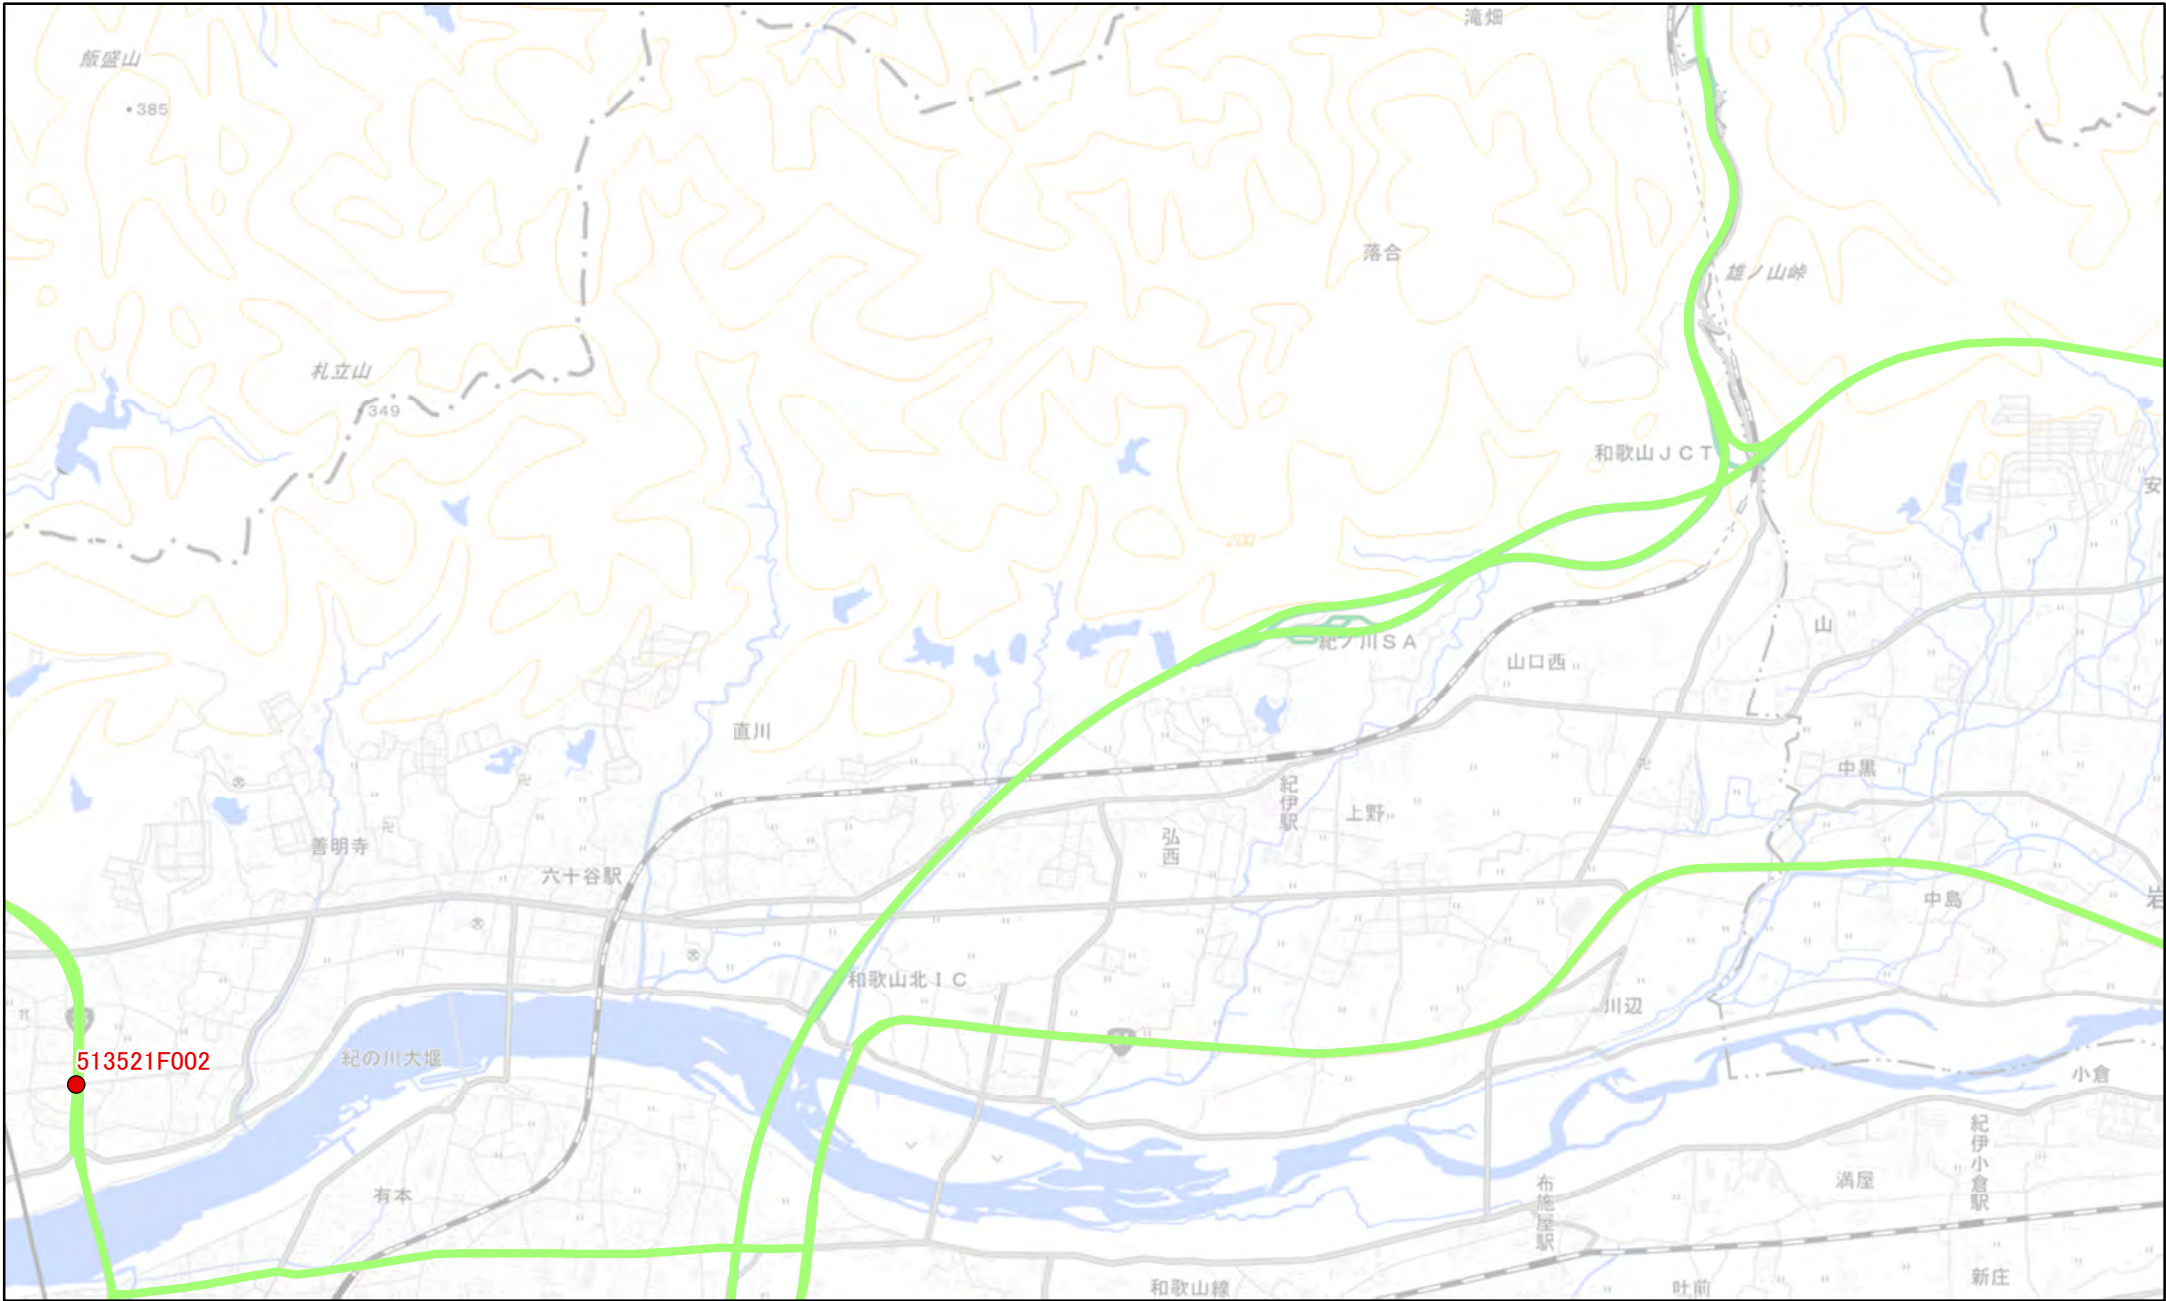 滝畑
飯盛山
385
落合
雄ノ山峠
札立山
349
和歌山JCT
安
200
山
紀ノ川SA
山口西
直川
中黒
紀伊駅
上野
弘西
善明寺
六十谷駅
中島
岩
和歌山北IC
川辺
24
紀の川大堰
513521F002
小倉
紀伊小倉駅
満屋
布施屋駅
有本
新庄
和歌山線
吐前